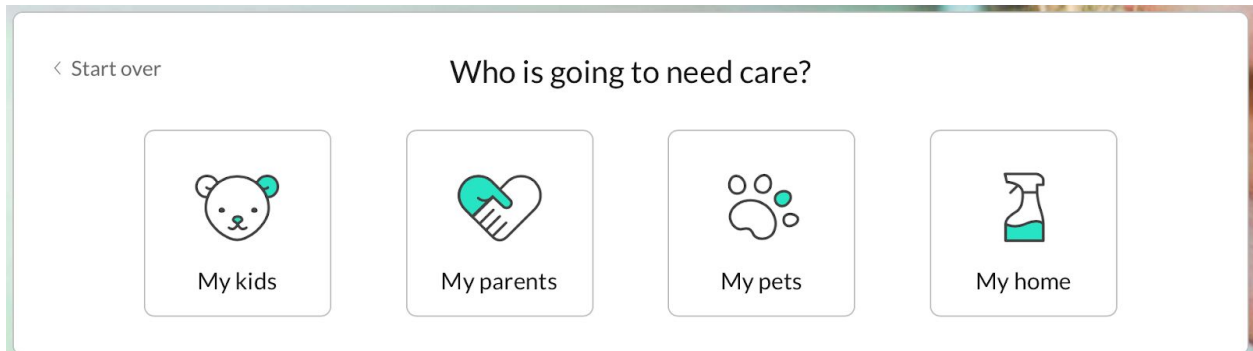 < Start over
Who is going to need care?
My kids
My parents
My pets
My home